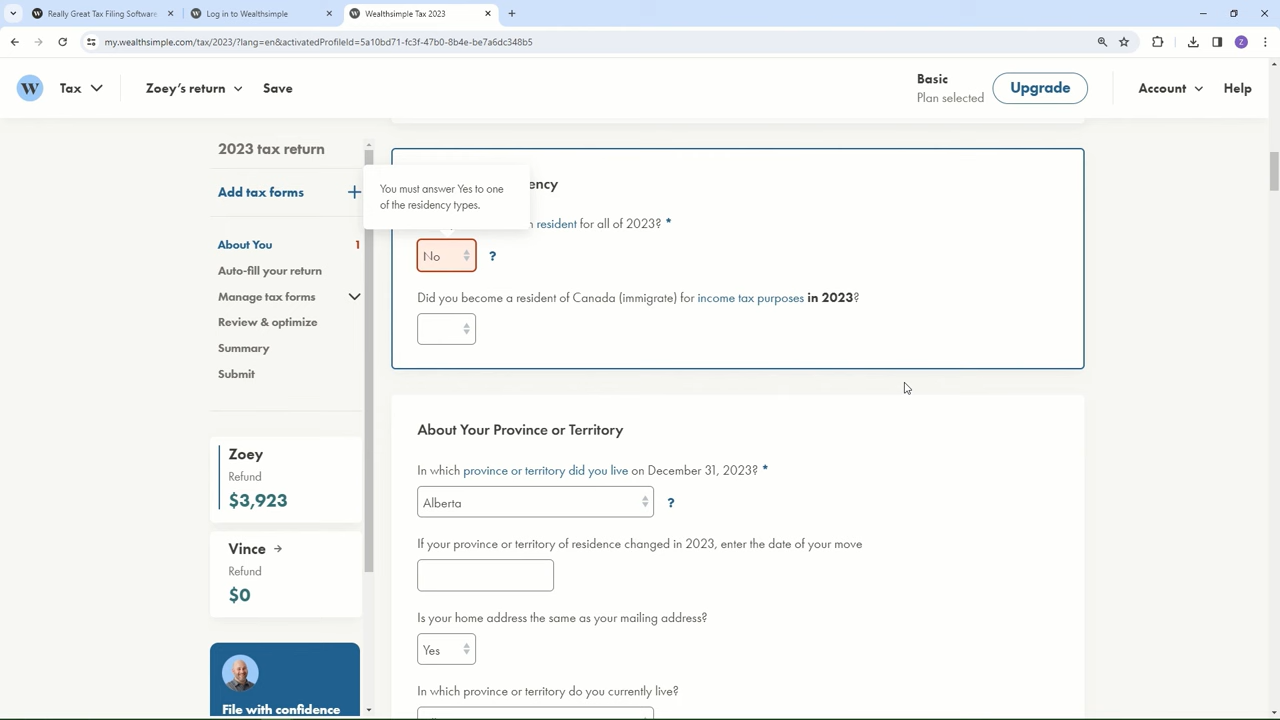 Really Great Tax Filing Software
Log in to Wealthsimple
Wealthsimple Tax 2023
my.wealthsimple.com/tax/2023/?lang=en&activatedProfileId=5a10bd71-fc3f-47b0-8b4e-be7a6dc348b5
Z
W
Tax
Zoey's return
Save
Basic
Plan selected
Upgrade
Account
Help
2023 tax return
Add tax forms +
About You 1
Auto-fill your return
Manage tax forms
Review & optimize
Summary
Submit
Zoey
Refund
$3,923
Vince →
Refund
$0
File with confidence
You must answer Yes to one
of the residency types.
ency
resident for all of 2023? *
No
?
Did you become a resident of Canada (immigrate) for income tax purposes in 2023?
About Your Province or Territory
In which province or territory did you live on December 31, 2023? *
Alberta
?
If your province or territory of residence changed in 2023, enter the date of your move
Is your home address the same as your mailing address?
Yes
In which province or territory do you currently live?